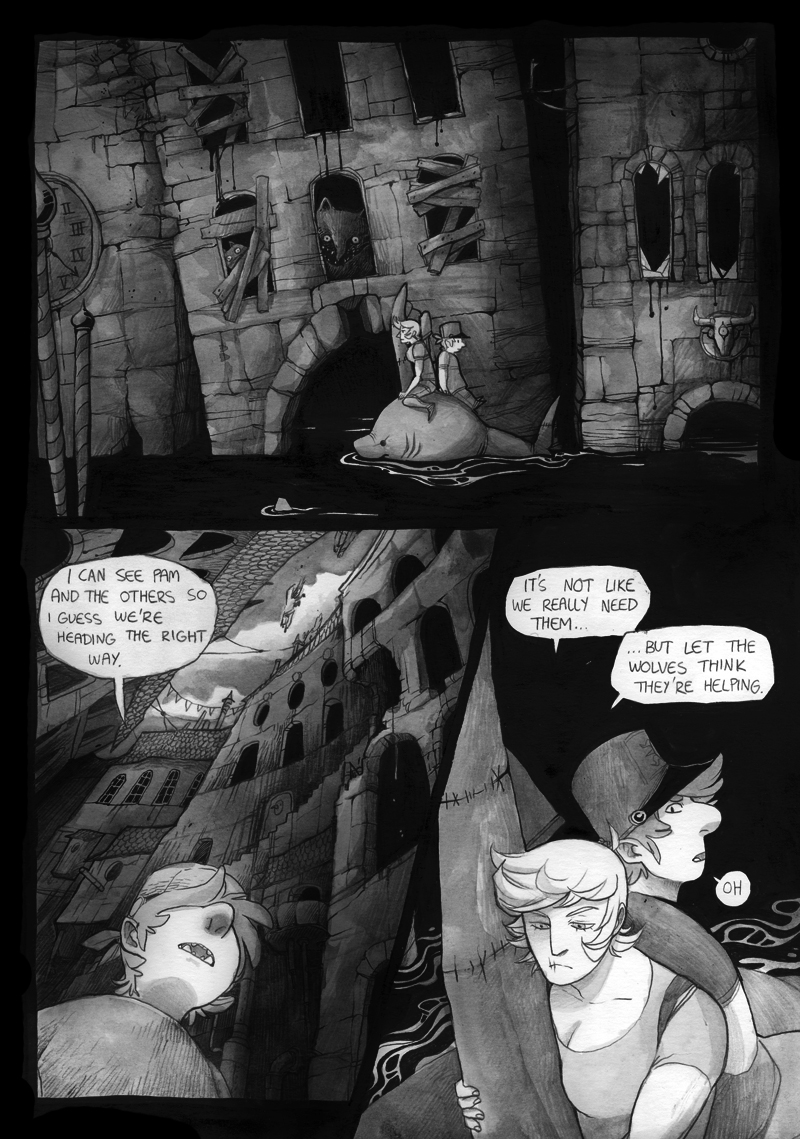 I CAN SEE PAM
AND THE OTHERS SO
I GUESS WE'RE
HEADING THE RIGHT
WAY.
IT'S NOT LIKE
WE REALLY NEED
THEM...
...BUT LET THE
WOLVES THINK
THEY'RE HELPING.
OH